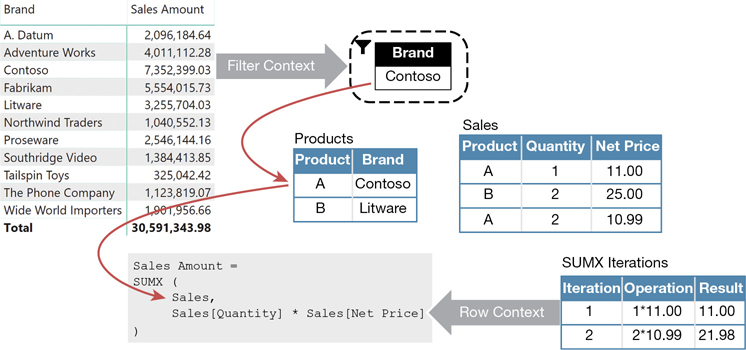 Brand Sales Amount
A. Datum 2,096,184.64
Adventure Works 4,011,112.28
Contoso 7,352,399.03
Fabrikam 5,554,015.73
Litware 3,255,704.03
Northwind Traders 1,040,552.13
Proseware 2,546,144.16
Southridge Video 1,384,413.85
Tailspin Toys 325,042.42
The Phone Company 1,123,819.07
Wide World Importers 1,901,956.66
Total 30,591,343.98
Filter Context
Brand
Contoso
Products
Product Brand
A Contoso
B Litware
Sales
Product Quantity Net Price
A 1 11.00
B 2 25.00
A 2 10.99
Sales Amount =
SUMX (
Sales,
Sales[Quantity] * Sales[Net Price]
)
Row Context
SUMX Iterations
Iteration Operation Result
1 1*11.00 11.00
2 2*10.99 21.98